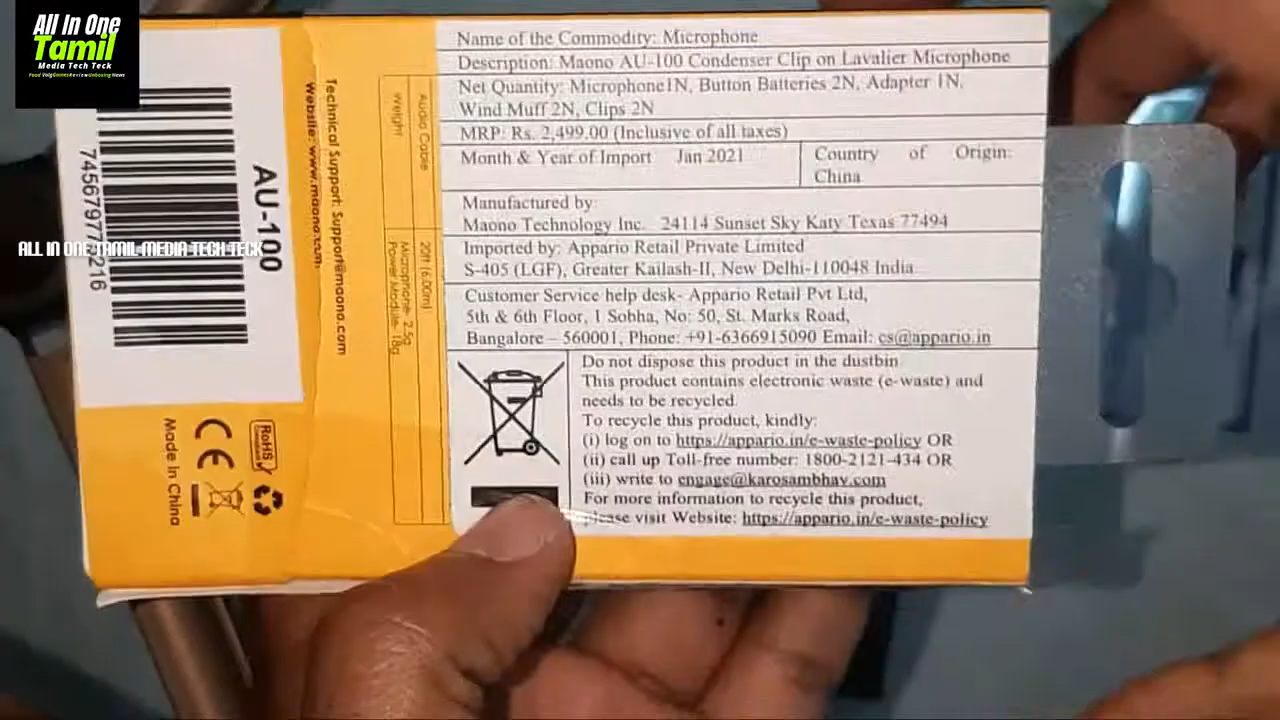 All In One
Tamil
Media Tech Teck
Food Vlog Games Review Unboxing News
ALL IN ONE TAMIL MEDIA TECH TECK
Name of the Commodity: Microphone
Description: Maono AU-100 Condenser Clip on Lavalier Microphone
Net Quantity: Microphone1N, Button Batteries 2N, Adapter 1N,
Wind Muff 2N, Clips 2N
MRP: Rs. 2,499.00 (Inclusive of all taxes)
Month & Year of Import Jan 2021
Country of Origin:
China
Manufactured by:
Maono Technology Inc. 24114 Sunset Sky Katy Texas 77494
Imported by: Appario Retail Private Limited
S-405 (LGF), Greater Kailash-II, New Delhi-110048 India
Customer Service help desk- Appario Retail Pvt Ltd,
5th & 6th Floor, 1 Sobha, No: 50, St. Marks Road,
Bangalore – 560001, Phone: +91-6366915090 Email: cs@appario.in
Do not dispose this product in the dustbin
This product contains electronic waste (e-waste) and
needs to be recycled.
To recycle this product, kindly:
(i) log on to https://appario.in/e-waste-policy OR
(ii) call up Toll-free number: 1800-2121-434 OR
(iii) write to engage@karosambhav.com
For more information to recycle this product,
please visit Website: https://appario.in/e-waste-policy
Audio Cable 20ft (6.00m)
Weight Microphone- 2.5g
Power Module- 18g
Technical Support: Support@maono.com
Website: www.maono.com
AU-100
RoHS
CE
Made In China